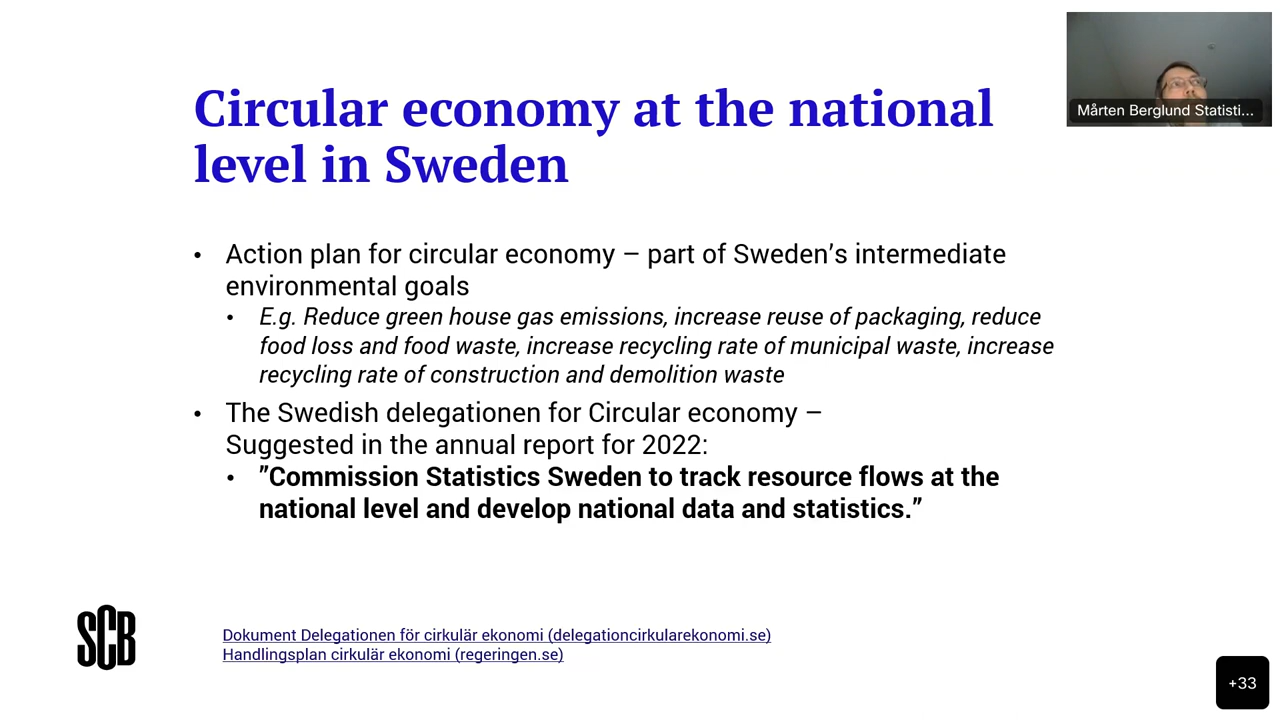 Circular economy at the national
level in Sweden
Mårten Berglund Statisti...
• Action plan for circular economy – part of Sweden's intermediate
environmental goals
• E.g. Reduce green house gas emissions, increase reuse of packaging, reduce
food loss and food waste, increase recycling rate of municipal waste, increase
recycling rate of construction and demolition waste
• The Swedish delegationen for Circular economy –
Suggested in the annual report for 2022:
• ”Commission Statistics Sweden to track resource flows at the
national level and develop national data and statistics.”
SCB
Dokument Delegationen för cirkulär ekonomi (delegationcirkularekonomi.se)
Handlingsplan cirkulär ekonomi (regeringen.se)
+33